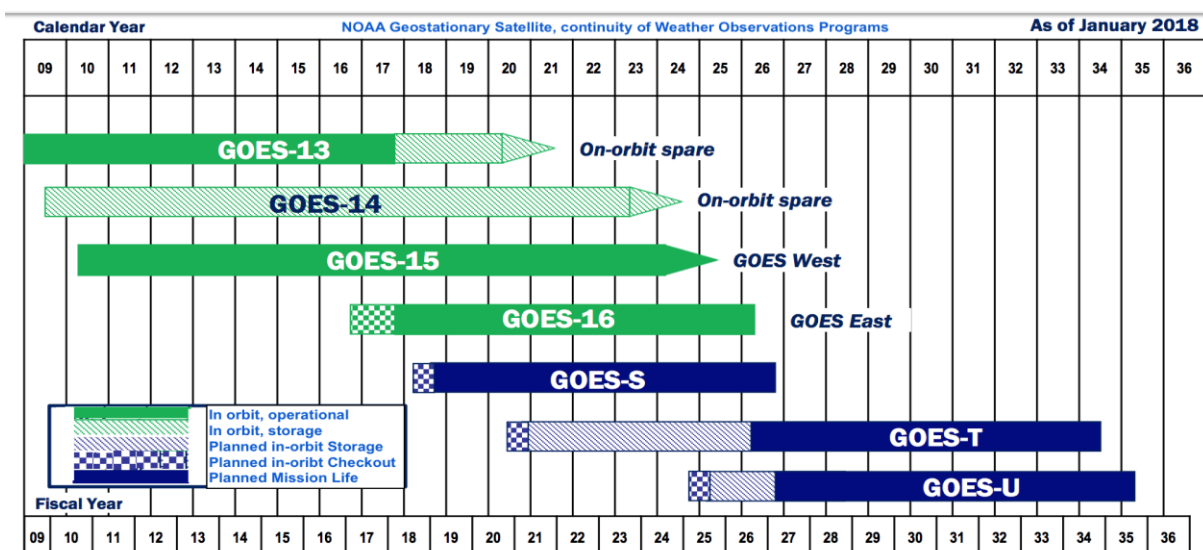 Calendar Year NOAA Geostationary Satellite, continuity of Weather Observations Programs As of January 2018
09 10 11 12 13 14 15 16 17 18 19 20 21 22 23 24 25 26 27 28 29 30 31 32 33 34 35 36
GOES-13 On-orbit spare
GOES-14 On-orbit spare
GOES-15 GOES West
GOES-16 GOES East
GOES-S
In orbit, operational
In orbit, storage
Planned in-orbit Storage
Planned in-oribt Checkout
Planned Mission Life
GOES-T
GOES-U
Fiscal Year
09 10 11 12 13 14 15 16 17 18 19 20 21 22 23 24 25 26 27 28 29 30 31 32 33 34 35 36